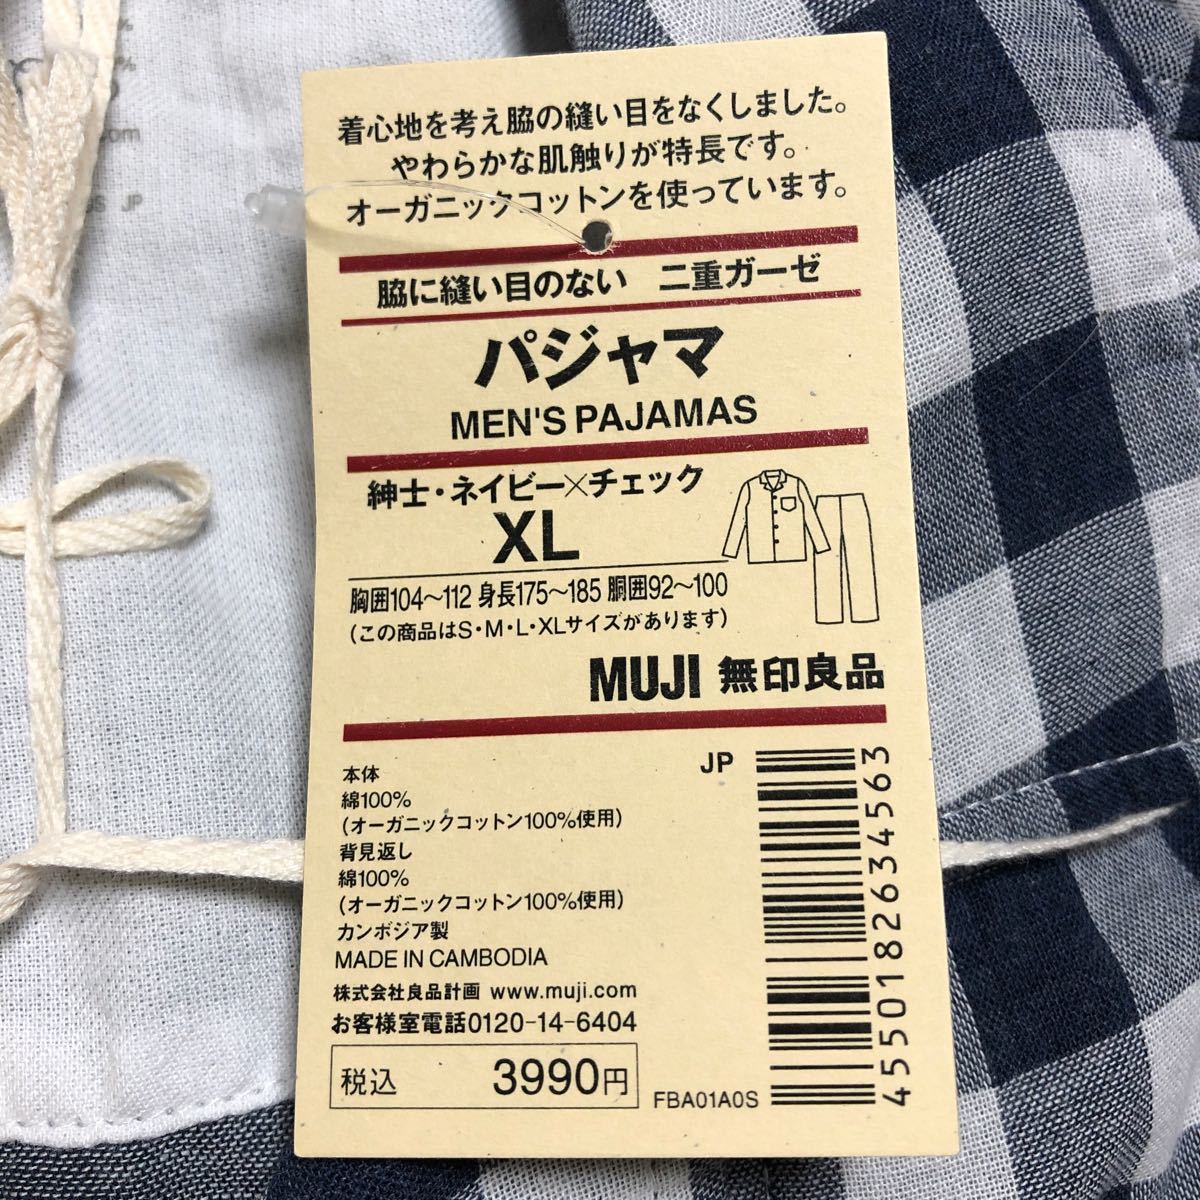 着心地を考え脇の縫い目をなくしました。
やわらかな肌触りが特長です。
オーガニックコットンを使っています。
脇に縫い目のない 二重ガーゼ
パジャマ
MEN'S PAJAMAS
紳士・ネイビー×チェック
XL
胸囲104〜112 身長175〜185 胴囲92〜100
(この商品はS・M・L・XLサイズがあります)
MUJI 無印良品
JP
本体
綿100%
(オーガニックコットン100%使用)
背見返し
綿100%
(オーガニックコットン100%使用)
カンボジア製
MADE IN CAMBODIA
株式会社良品計画 www.muji.com
お客様室電話0120-14-6404
税込 3990円
FBA01A0S
4550182634563
%
.com
JP